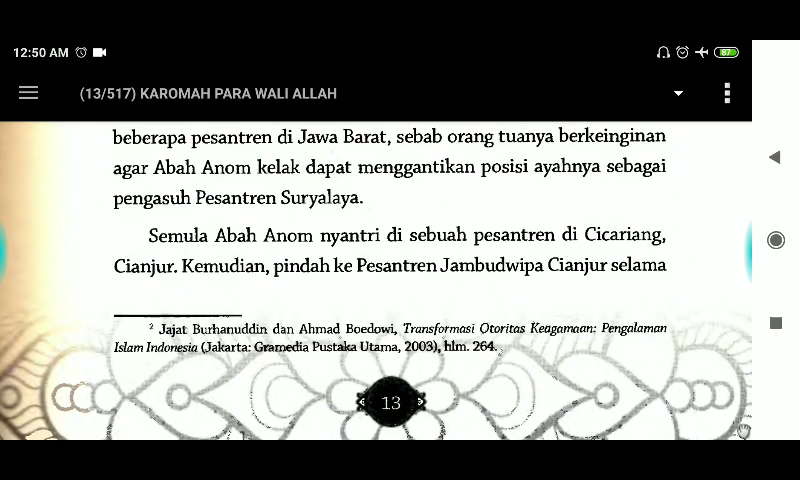 12:50 AM
87
(13/517) KAROMAH PARA WALI ALLAH
beberapa pesantren di Jawa Barat, sebab orang tuanya berkeinginan
agar Abah Anom kelak dapat menggantikan posisi ayahnya sebagai
pengasuh Pesantren Suryalaya.
Semula Abah Anom nyantri di sebuah pesantren di Cicariang,
Cianjur. Kemudian, pindah ke Pesantren Jambudwipa Cianjur selama
² Jajat Burhanuddin dan Ahmad Boedowi, Transformasi Otoritas Keagamaan: Pengalaman
Islam Indonesia (Jakarta: Gramedia Pustaka Utama, 2003), hlm. 264.
13